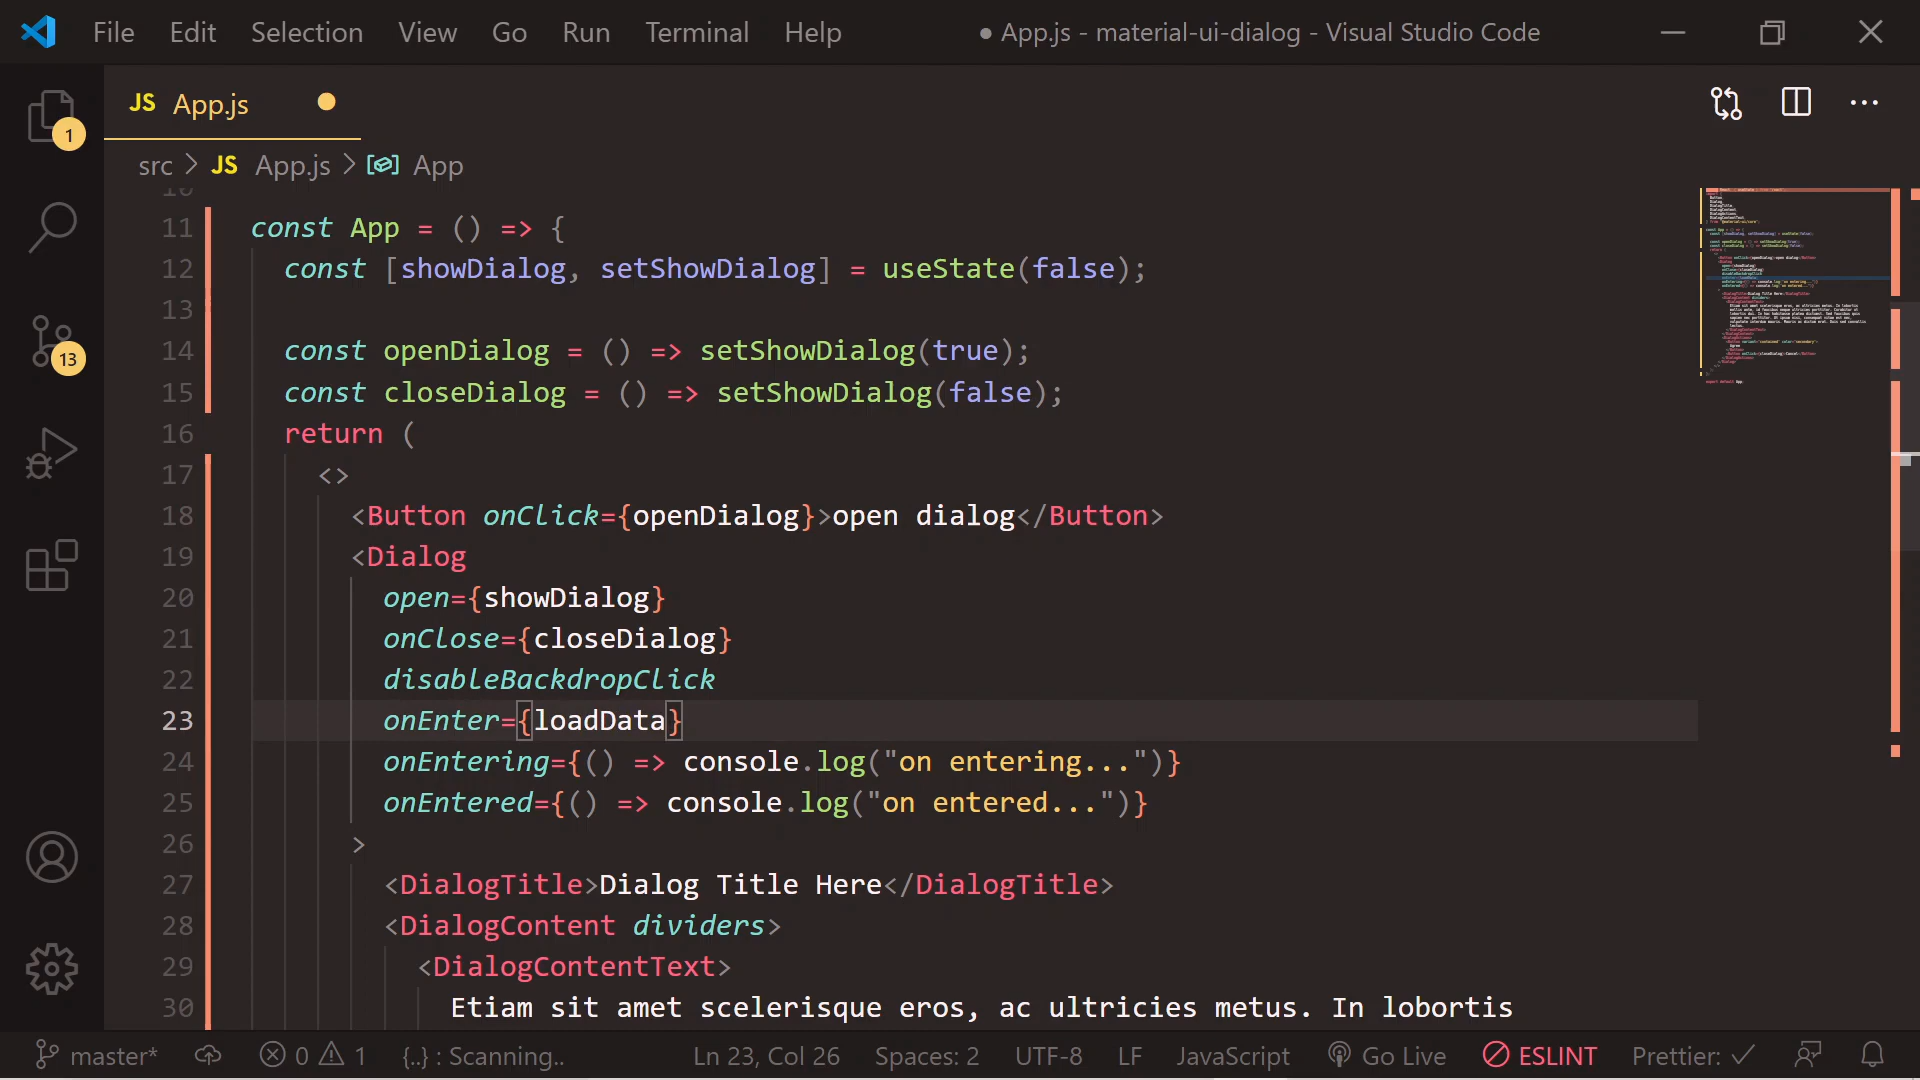 File Edit Selection View Go Run Terminal Help ● App.js - material-ui-dialog - Visual Studio Code
JS App.js
1
src > JS App.js > App
11 const App = () => {
12 const [showDialog, setShowDialog] = useState(false);
13
14 const openDialog = () => setShowDialog(true);
15 const closeDialog = () => setShowDialog(false);
16 return (
17 <>
18 <Button onClick={openDialog}>open dialog</Button>
19 <Dialog
20 open={showDialog}
21 onClose={closeDialog}
22 disableBackdropClick
23 onEnter={loadData}
24 onEntering={() => console.log("on entering...")}
25 onEntered={() => console.log("on entered...")}
26 >
27 <DialogTitle>Dialog Title Here</DialogTitle>
28 <DialogContent dividers>
29 <DialogContentText>
30 Etiam sit amet scelerisque eros, ac ultricies metus. In lobortis
13
master* 0 1 {..} : Scanning.. Ln 23, Col 26 Spaces: 2 UTF-8 LF JavaScript Go Live ESLINT Prettier: ✓